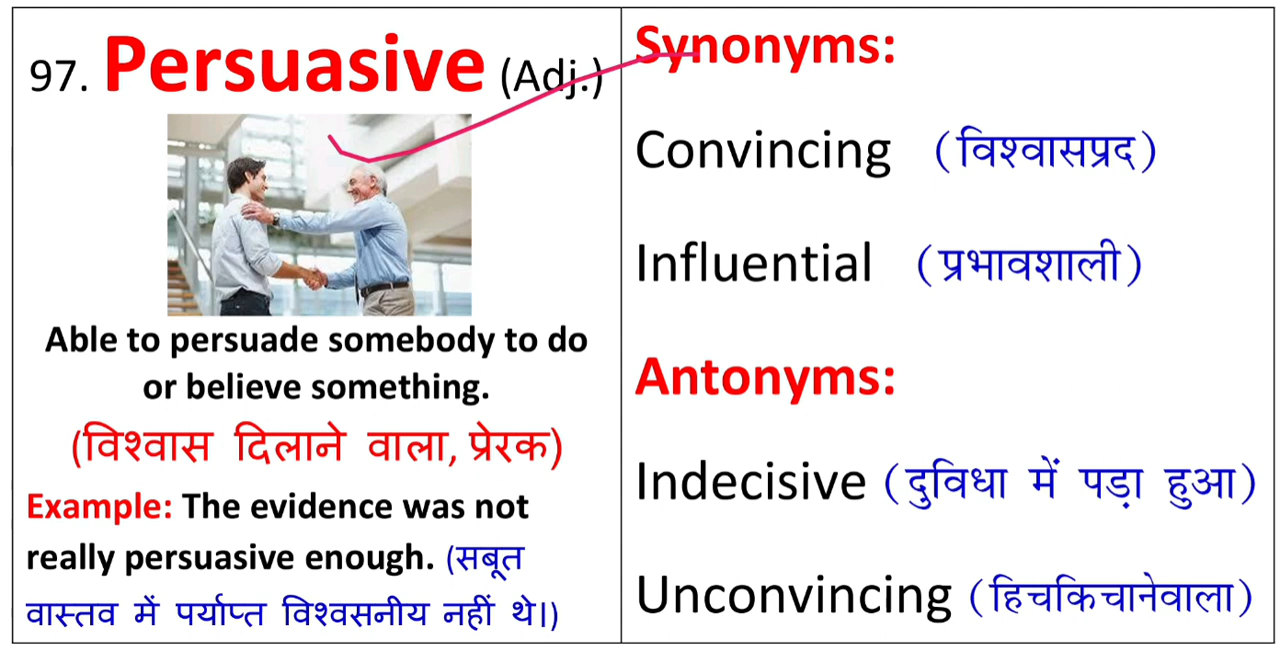 97. Persuasive (Adj.)
Able to persuade somebody to do
or believe something.
(विश्वास दिलाने वाला, प्रेरक)
Example: The evidence was not
really persuasive enough. (सबूत
वास्तव में पर्याप्त विश्वसनीय नहीं थे।)
Synonyms:
Convincing (विश्वासप्रद)
Influential (प्रभावशाली)
Antonyms:
Indecisive (दुविधा में पड़ा हुआ)
Unconvincing (हिचकिचानेवाला)